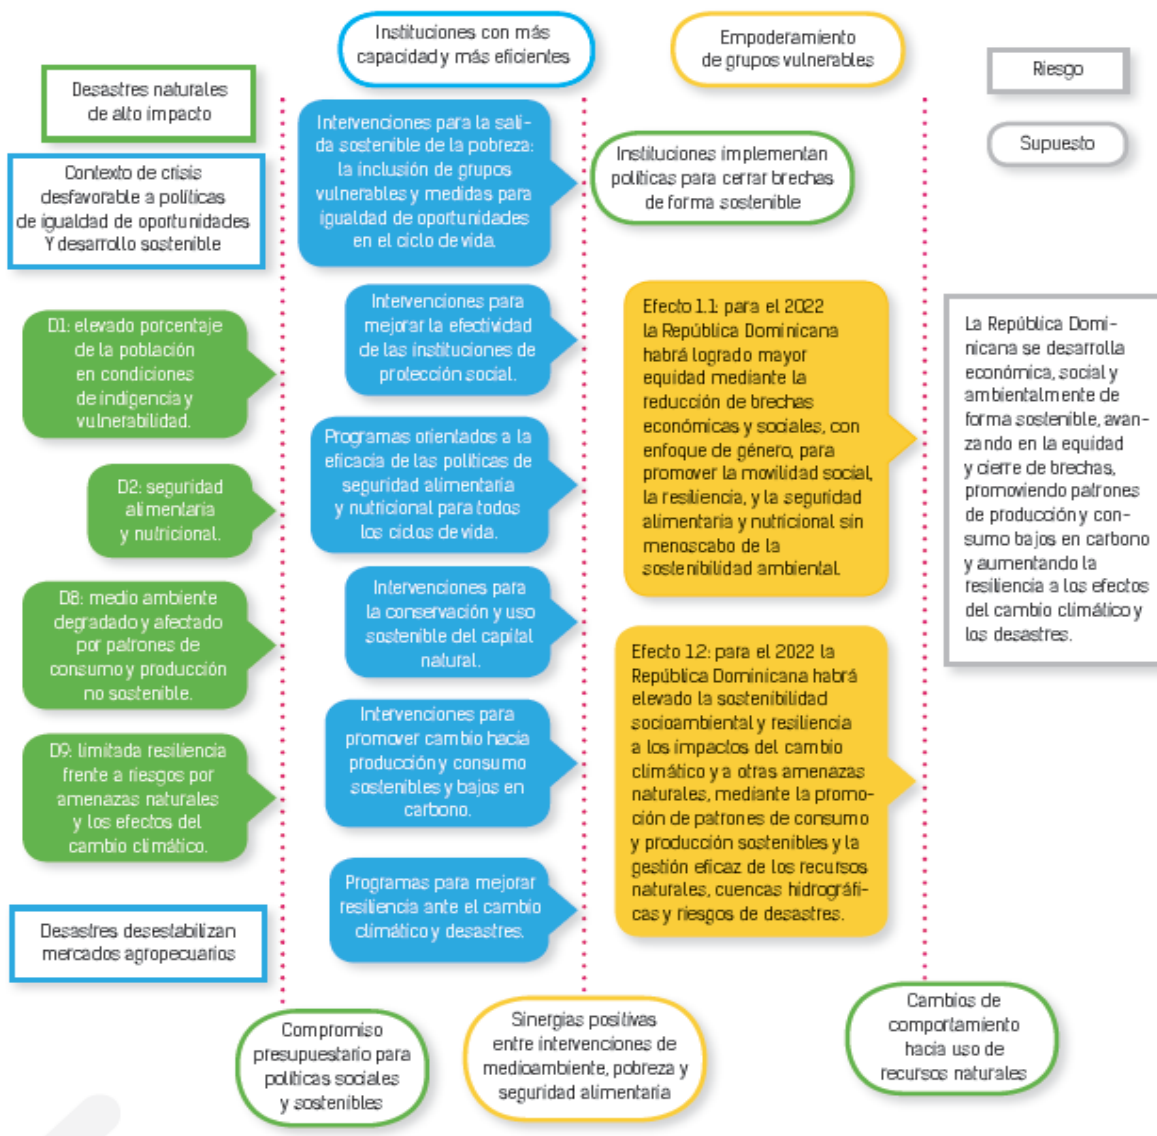 Instituciones con más
capacidad y más eficientes
Empoderamiento
de grupos vulnerables
Riesgo
Supuesto
Desastres naturales
de alto impacto
Contexto de crisis
desfavorable a políticas
de igualdad de oportunidades
Y desarrollo sostenible
D1: elevado porcentaje
de la población
en condiciones
de indigencia y
vulnerabilidad.
D2: seguridad
alimentaria
y nutricional.
D8: medio ambiente
degradado y afectado
por patrones de
consumo y producción
no sostenible.
D9: limitada resiliencia
frente a riesgos por
amenazas naturales
y los efectos del
cambio climático.
Desastres desestabilizan
mercados agropecuarios
Intervenciones para la sali-
da sostenible de la pobreza:
la inclusión de grupos
vulnerables y medidas para
igualdad de oportunidades
en el ciclo de vida.
Intervenciones para
mejorar la efectividad
de las instituciones de
protección social.
Programas orientados a la
eficacia de las políticas de
seguridad alimentaria
y nutricional para todos
los ciclos de vida.
Intervenciones para
la conservación y uso
sostenible del capital
natural.
Intervenciones para
promover cambio hacia
producción y consumo
sostenibles y bajos en
carbono.
Programas para mejorar
resiliencia ante el cambio
climático y desastres.
Instituciones implementan
políticas para cerrar brechas
de forma sostenible
Efecto 1.1: para el 2022
la República Dominicana
habrá logrado mayor
equidad mediante la
reducción de brechas
económicas y sociales, con
enfoque de género, para
promover la movilidad social,
la resiliencia, y la seguridad
alimentaria y nutricional sin
menoscabo de la
sostenibilidad ambiental.
Efecto 1.2: para el 2022 la
República Dominicana habrá
elevado la sostenibilidad
socioambiental y resiliencia
a los impactos del cambio
climático y a otras amenazas
naturales, mediante la promo-
ción de patrones de consumo
y producción sostenibles y la
gestión eficaz de los recursos
naturales, cuencas hidrográfi-
cas y riesgos de desastres.
La República Domi-
nicana se desarrolla
económica, social y
ambientalmente de
forma sostenible, avan-
zando en la equidad
y cierre de brechas,
promoviendo patrones
de producción y con-
sumo bajos en carbono
y aumentando la
resiliencia a los efectos
del cambio climático y
los desastres.
Compromiso
presupuestario para
políticas sociales
y sostenibles
Sinergias positivas
entre intervenciones de
medioambiente, pobreza y
seguridad alimentaria
Cambios de
comportamiento
hacia uso de
recursos naturales